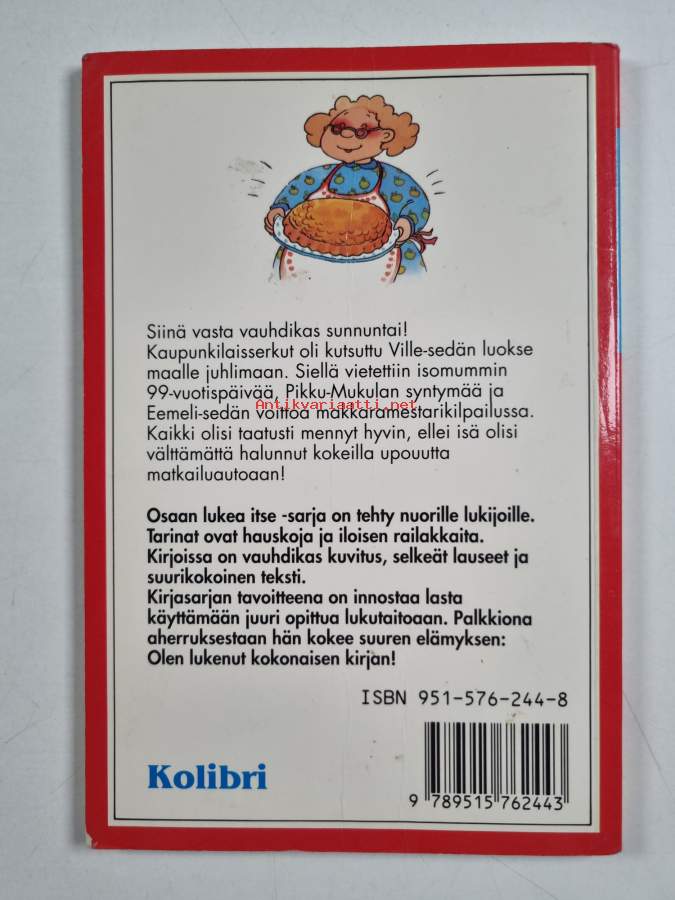 Siinä vasta vauhdikas sunnuntai!
Kaupunkilaisserkut oli kutsuttu Ville-sedän luokse
maalle juhlimaan. Siellä vietettiin isomummin
99-vuotispäivää, Pikku-Mukulan syntymää ja
Antikvariaatti.net
Eemeli-sedän voittoa makkaramestarikilpailussa.
Kaikki olisi taatusti mennyt hyvin, ellei isä olisi
välttämättä halunnut kokeilla upouutta
matkailuautoaan!
Osaan lukea itse -sarja on tehty nuorille lukijoille.
Tarinat ovat hauskoja ja iloisen railakkaita.
Kirjoissa on vauhdikas kuvitus, selkeät lauseet ja
suurikokoinen teksti.
Kirjasarjan tavoitteena on innostaa lasta
käyttämään juuri opittua lukutaitoaan. Palkkiona
aherruksestaan hän kokee suuren elämyksen:
Olen lukenut kokonaisen kirjan!
ISBN 951-576-244-8
Kolibri
9 789515 762443